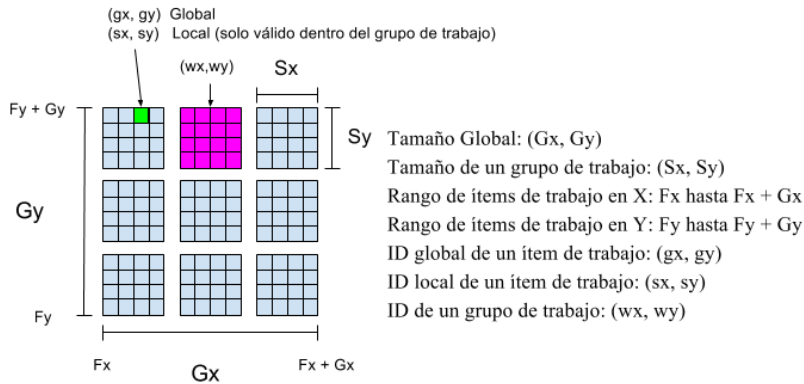 (gx, gy)  Global
(sx, sy)   Local (solo válido dentro del grupo de trabajo)
(wx,wy)
Sx
Fy + Gy
Sy
Gy
Fy
Fx
Gx
Fx + Gx
Tamaño Global: (Gx, Gy)
Tamaño de un grupo de trabajo: (Sx, Sy)
Rango de ítems de trabajo en X: Fx hasta Fx + Gx
Rango de ítems de trabajo en Y: Fy hasta Fy + Gy
ID global de un ítem de trabajo: (gx, gy)
ID local de un ítem de trabajo: (sx, sy)
ID de un grupo de trabajo: (wx, wy)